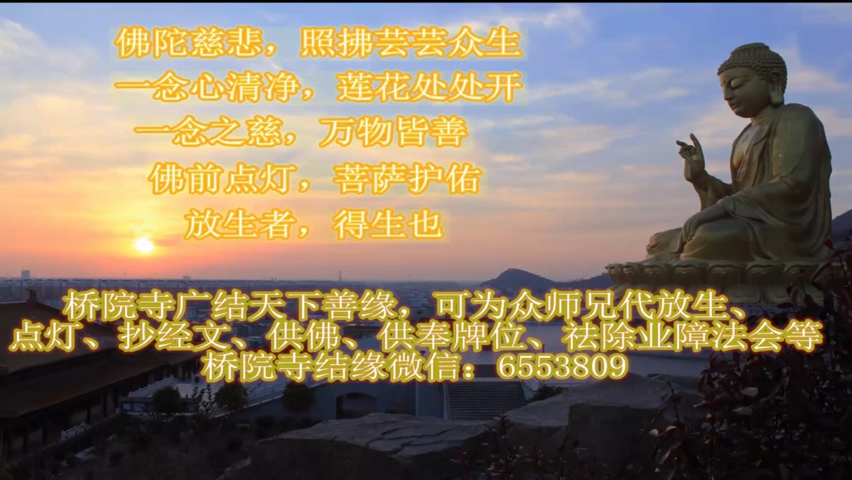 佛陀慈悲，照拂芸芸众生
一念心清净，莲花处处开
一念之慈，万物皆善
佛前点灯，菩萨护佑
放生者，得生也
桥院寺广结天下善缘，可为众师兄代放生、
点灯、抄经文、供佛、供奉牌位、祛除业障法会等
桥院寺结缘微信：6553809